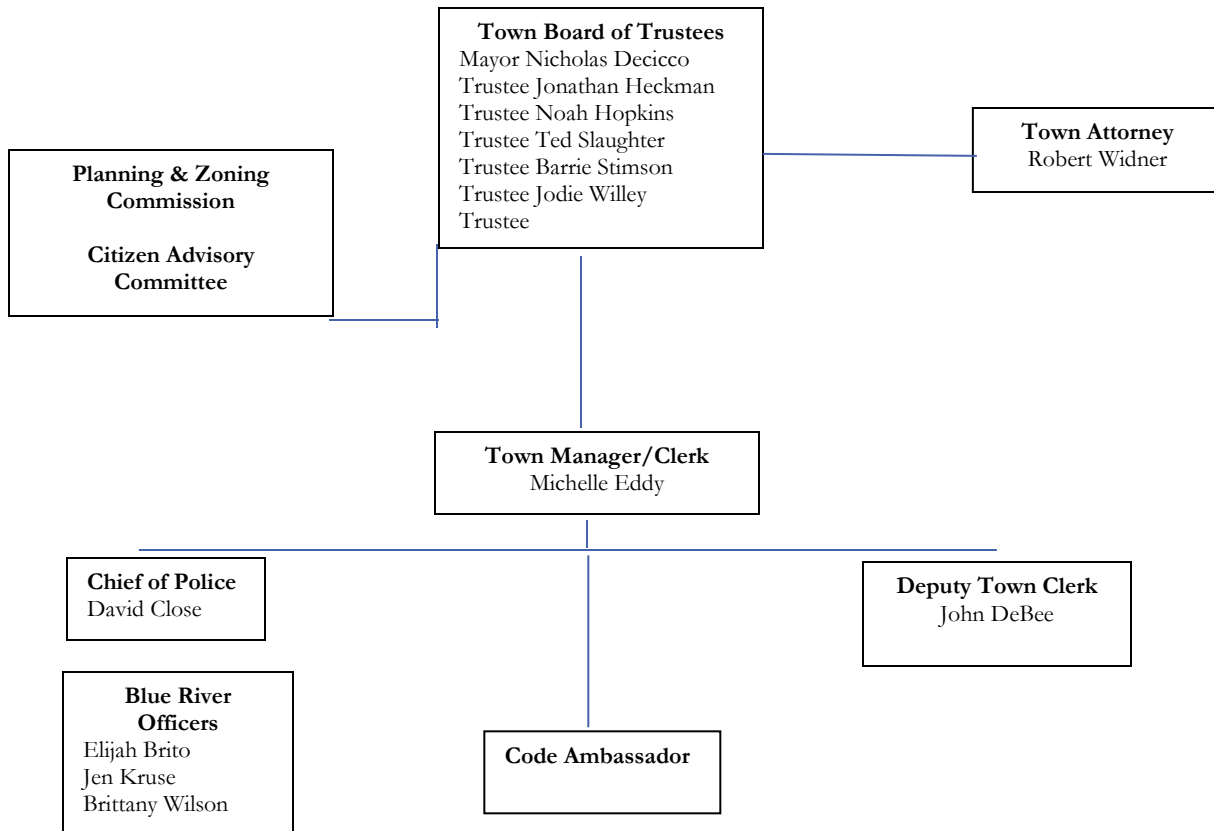 Town Board of Trustees
Mayor Nicholas Decicco
Trustee Jonathan Heckman
Trustee Noah Hopkins
Trustee Ted Slaughter
Trustee Barrie Stimson
Trustee Jodie Willey
Trustee
Town Attorney
Robert Widner
Planning & Zoning
Commission
Citizen Advisory
Committee
Town Manager/Clerk
Michelle Eddy
Chief of Police
David Close
Deputy Town Clerk
John DeBee
Blue River
Officers
Elijah Brito
Jen Kruse
Brittany Wilson
Code Ambassador